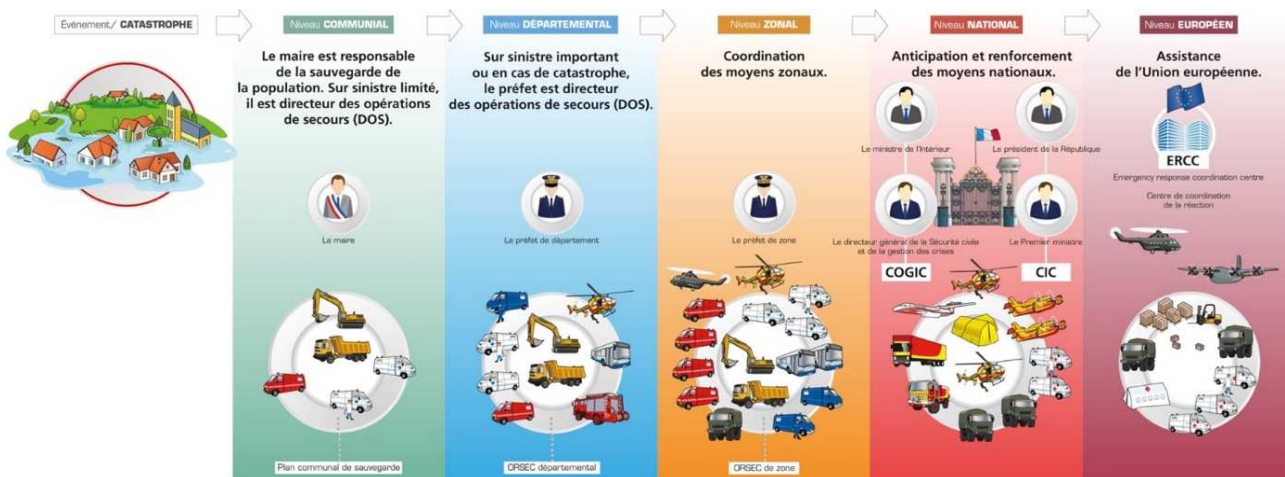 Événement/ CATASTROPHE
Niveau COMMUNIAL
Niveau DÉPARTEMENTAL
Niveau ZONAL
Niveau NATIONAL
Niveau EUROPÉEN
Le maire est responsable
de la sauvegarde de
la population. Sur sinistre limité,
il est directeur des opérations
de secours (DOS).
Le maire
Plan communal de sauvegarde
Sur sinistre important
ou en cas de catastrophe,
le préfet est directeur
des opérations de secours (DOS).
Le préfet de département
ORSEC départemental
Coordination
des moyens zonaux.
Le préfet de zone
ORSEC de zone
Anticipation et renforcement
des moyens nationaux.
Le ministre de l'Intérieur
Le président de la République
Le directeur général de la Sécurité civile
et de la gestion des crises
Le Premier ministre
COGIC
CIC
Assistance
de l'Union européenne.
ERCC
Emergency response coordination centre
Centre de coordination
de la réaction